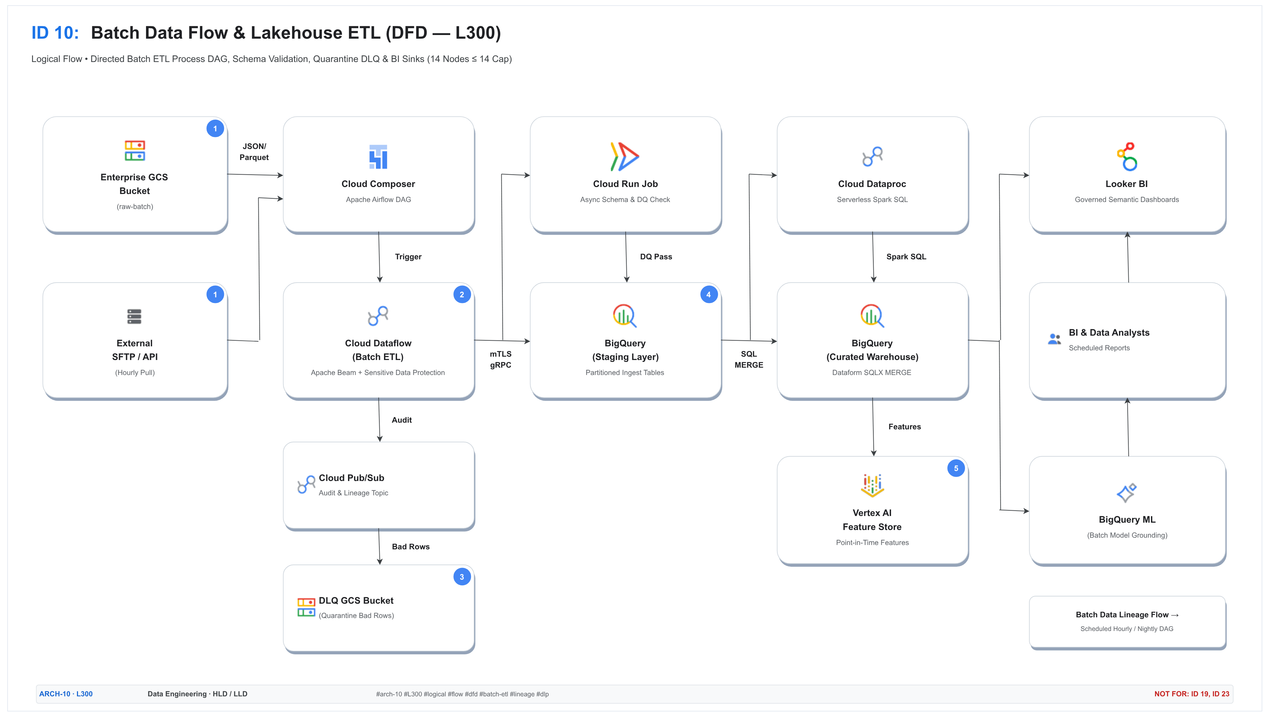 ID 10: Batch Data Flow & Lakehouse ETL (DFD — L300)
Logical Flow • Directed Batch ETL Process DAG, Schema Validation, Quarantine DLQ & BI Sinks (14 Nodes ≤ 14 Cap)
1
Enterprise GCS
Bucket
(raw-batch)
JSON/
Parquet
Cloud Composer
Apache Airflow DAG
Cloud Run Job
Async Schema & DQ Check
Cloud Dataproc
Serverless Spark SQL
Looker BI
Governed Semantic Dashboards
Trigger
DQ Pass
Spark SQL
1
External
SFTP / API
(Hourly Pull)
2
Cloud Dataflow
(Batch ETL)
Apache Beam + Sensitive Data Protection
mTLS
gRPC
4
BigQuery
(Staging Layer)
Partitioned Ingest Tables
SQL
MERGE
BigQuery
(Curated Warehouse)
Dataform SQLX MERGE
BI & Data Analysts
Scheduled Reports
Audit
Features
Cloud Pub/Sub
Audit & Lineage Topic
5
Vertex AI
Feature Store
Point-in-Time Features
BigQuery ML
(Batch Model Grounding)
Bad Rows
3
DLQ GCS Bucket
(Quarantine Bad Rows)
Batch Data Lineage Flow →
Scheduled Hourly / Nightly DAG
ARCH-10 · L300
Data Engineering · HLD / LLD
#arch-10 #L300 #logical #flow #dfd #batch-etl #lineage #dlp
NOT FOR: ID 19, ID 23